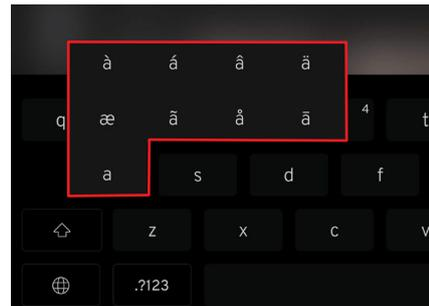 à á â ä
q æ ã å ā 4 t
a s d f
z x c v
.?123